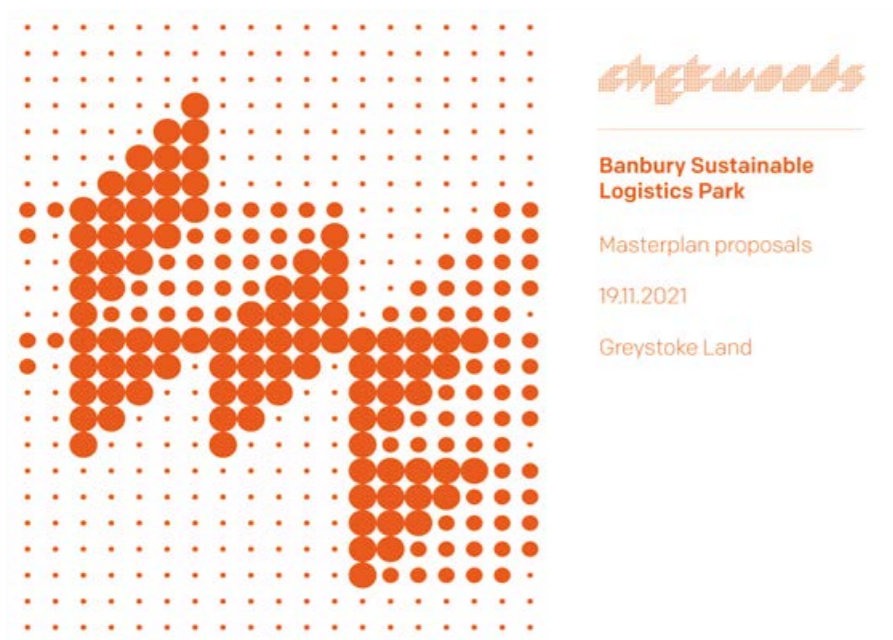 chetwoods
Banbury Sustainable
Logistics Park
Masterplan proposals
19.11.2021
Greystoke Land